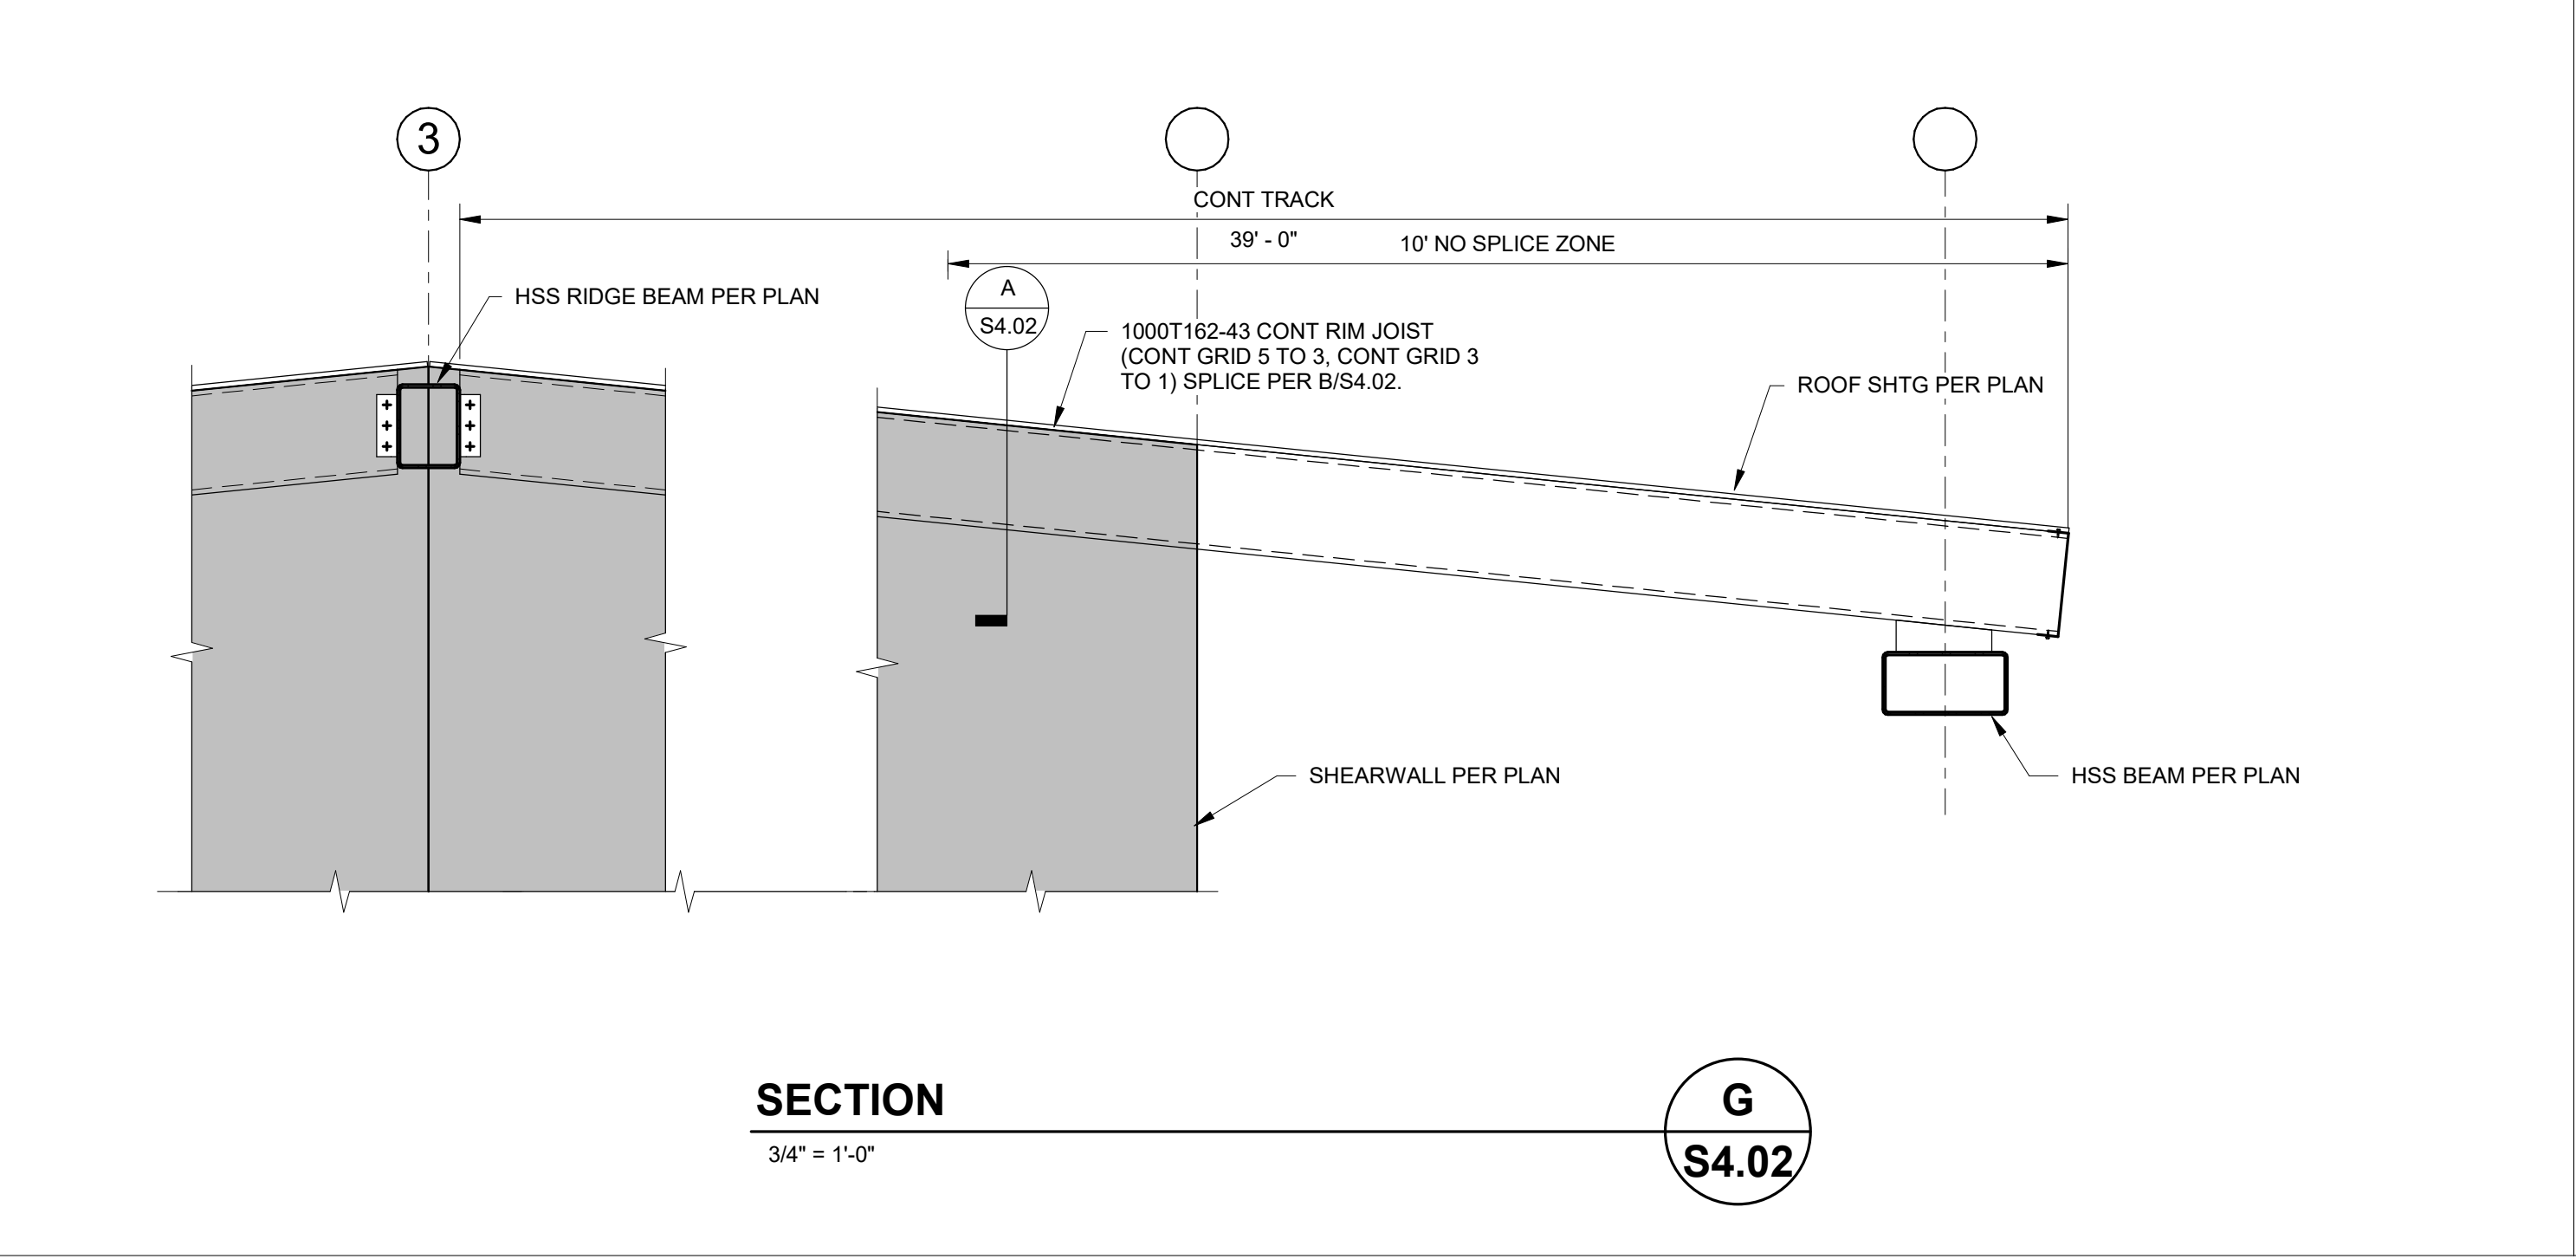 3
CONT TRACK
39' - 0"
10' NO SPLICE ZONE
HSS RIDGE BEAM PER PLAN
A
S4.02
1000T162-43 CONT RIM JOIST
(CONT GRID 5 TO 3, CONT GRID 3
TO 1) SPLICE PER B/S4.02.
ROOF SHTG PER PLAN
SHEARWALL PER PLAN
HSS BEAM PER PLAN
SECTION
3/4" = 1'-0"
G
S4.02